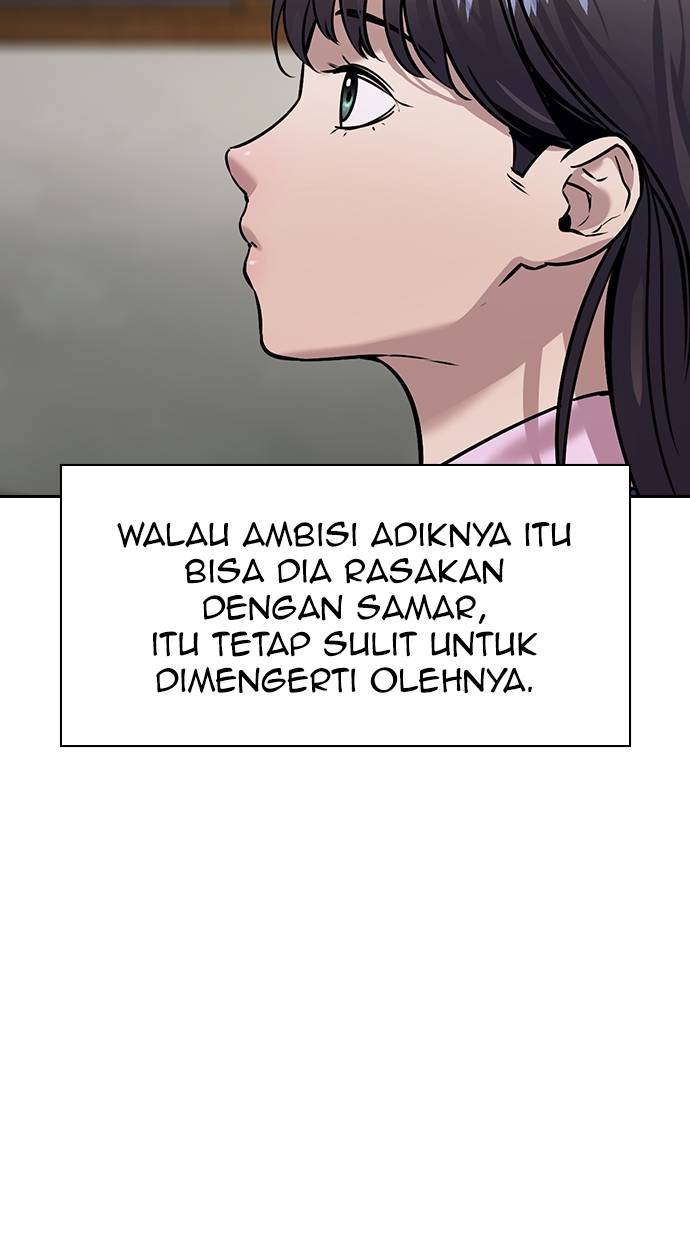 WALAU AMBISI ADIKNYA ITU
BISA DIA RASAKAN
DENGAN SAMAR,
ITU TETAP SULIT UNTUK
DIMENGERTI OLEHNYA.